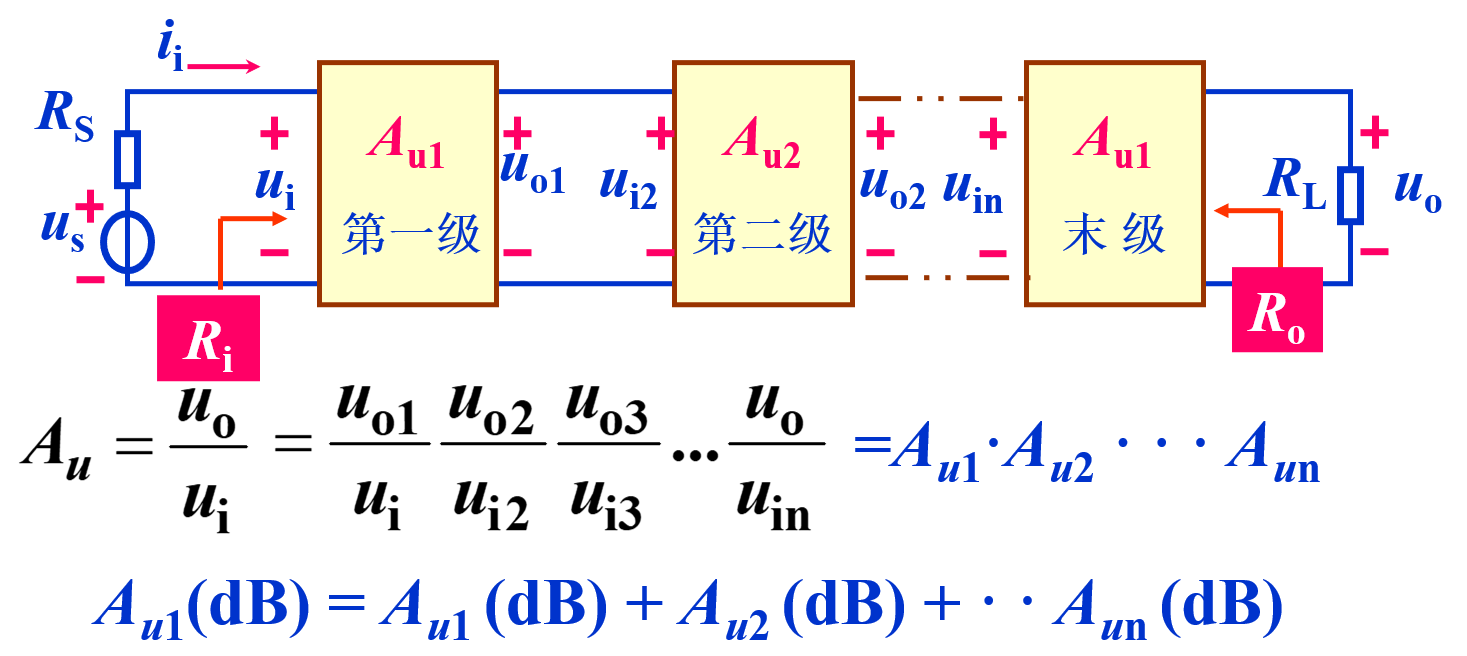 i_i
R_S
+ + + + + + +
A_u1 A_u2 A_u1
u_i u_o1 u_i2 u_o2 u_in R_L u_o
+
u_s 第一级 第二级 末 级
− − − − − − − −
R_i R_o
A_u = u_o/u_i = u_o1/u_i u_o2/u_i2 u_o3/u_i3 ... u_o/u_in =A_u1·A_u2 · · · A_un
A_u1(dB) = A_u1 (dB) + A_u2 (dB) + · · A_un (dB)